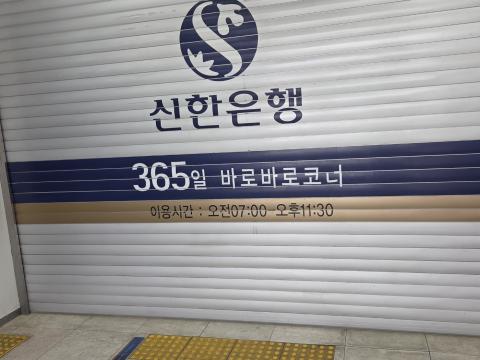 신한은행
365일 바로바로코너
이용시간 : 오전07:00-오후11:30